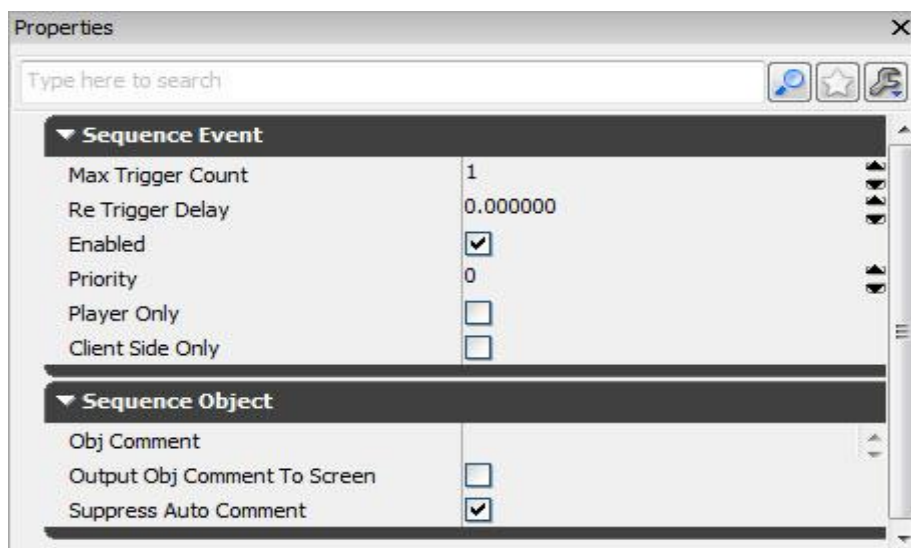 Properties
Type here to search
Sequence Event
Max Trigger Count 1
Re Trigger Delay 0.000000
Enabled
Priority 0
Player Only
Client Side Only
Sequence Object
Obj Comment
Output Obj Comment To Screen
Suppress Auto Comment